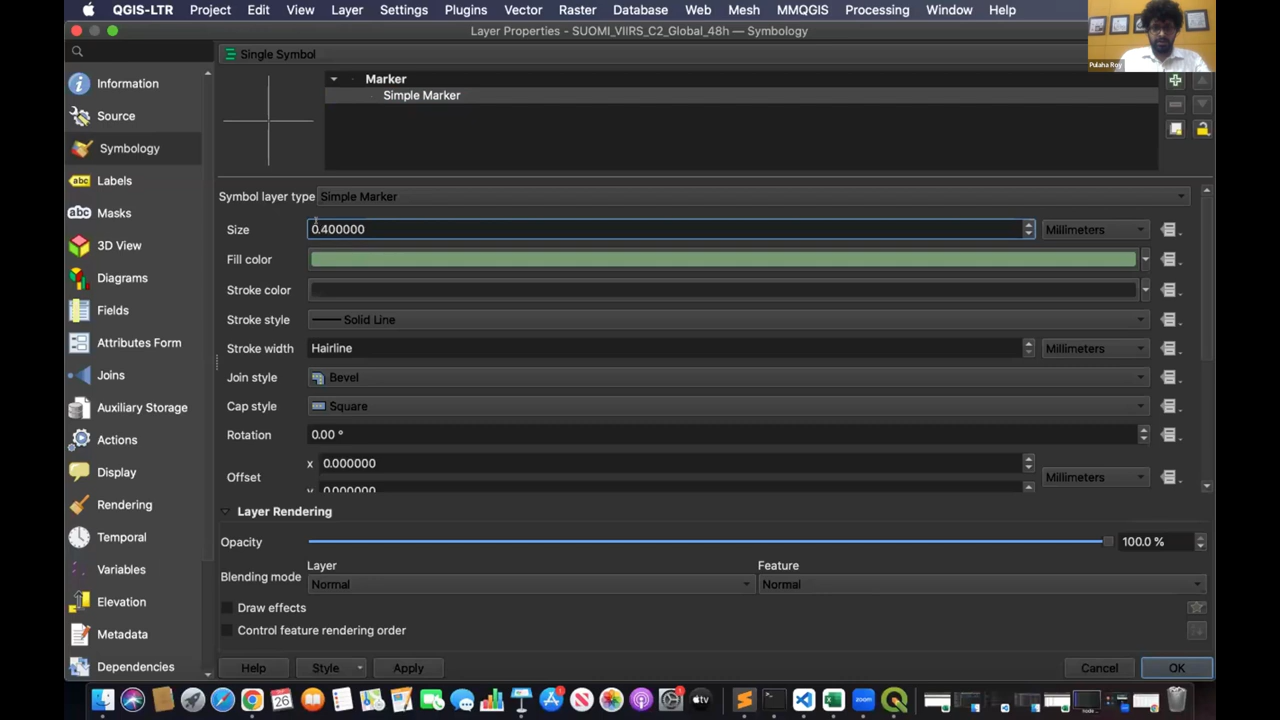 QGIS-LTR Project Edit View Layer Settings Plugins Vector Raster Database Web Mesh MMQGIS Processing Window Help
Layer Properties - SUOMI_VIIRS_C2_Global_48h — Symbology
Pulaha Roy
Single Symbol
Marker
Simple Marker
Information
Source
Symbology
Labels
Masks
3D View
Diagrams
Fields
Attributes Form
Joins
Auxiliary Storage
Actions
Display
Rendering
Temporal
Variables
Elevation
Metadata
Dependencies
Symbol layer type Simple Marker
Size 0.400000 Millimeters
Fill color
Stroke color
Stroke style Solid Line
Stroke width Hairline Millimeters
Join style Bevel
Cap style Square
Rotation 0.00 °
x 0.000000
Offset Millimeters
y 0.000000
Layer Rendering
Opacity 100.0 %
Layer Feature
Blending mode Normal Normal
Draw effects
Control feature rendering order
Help Style Apply Cancel OK